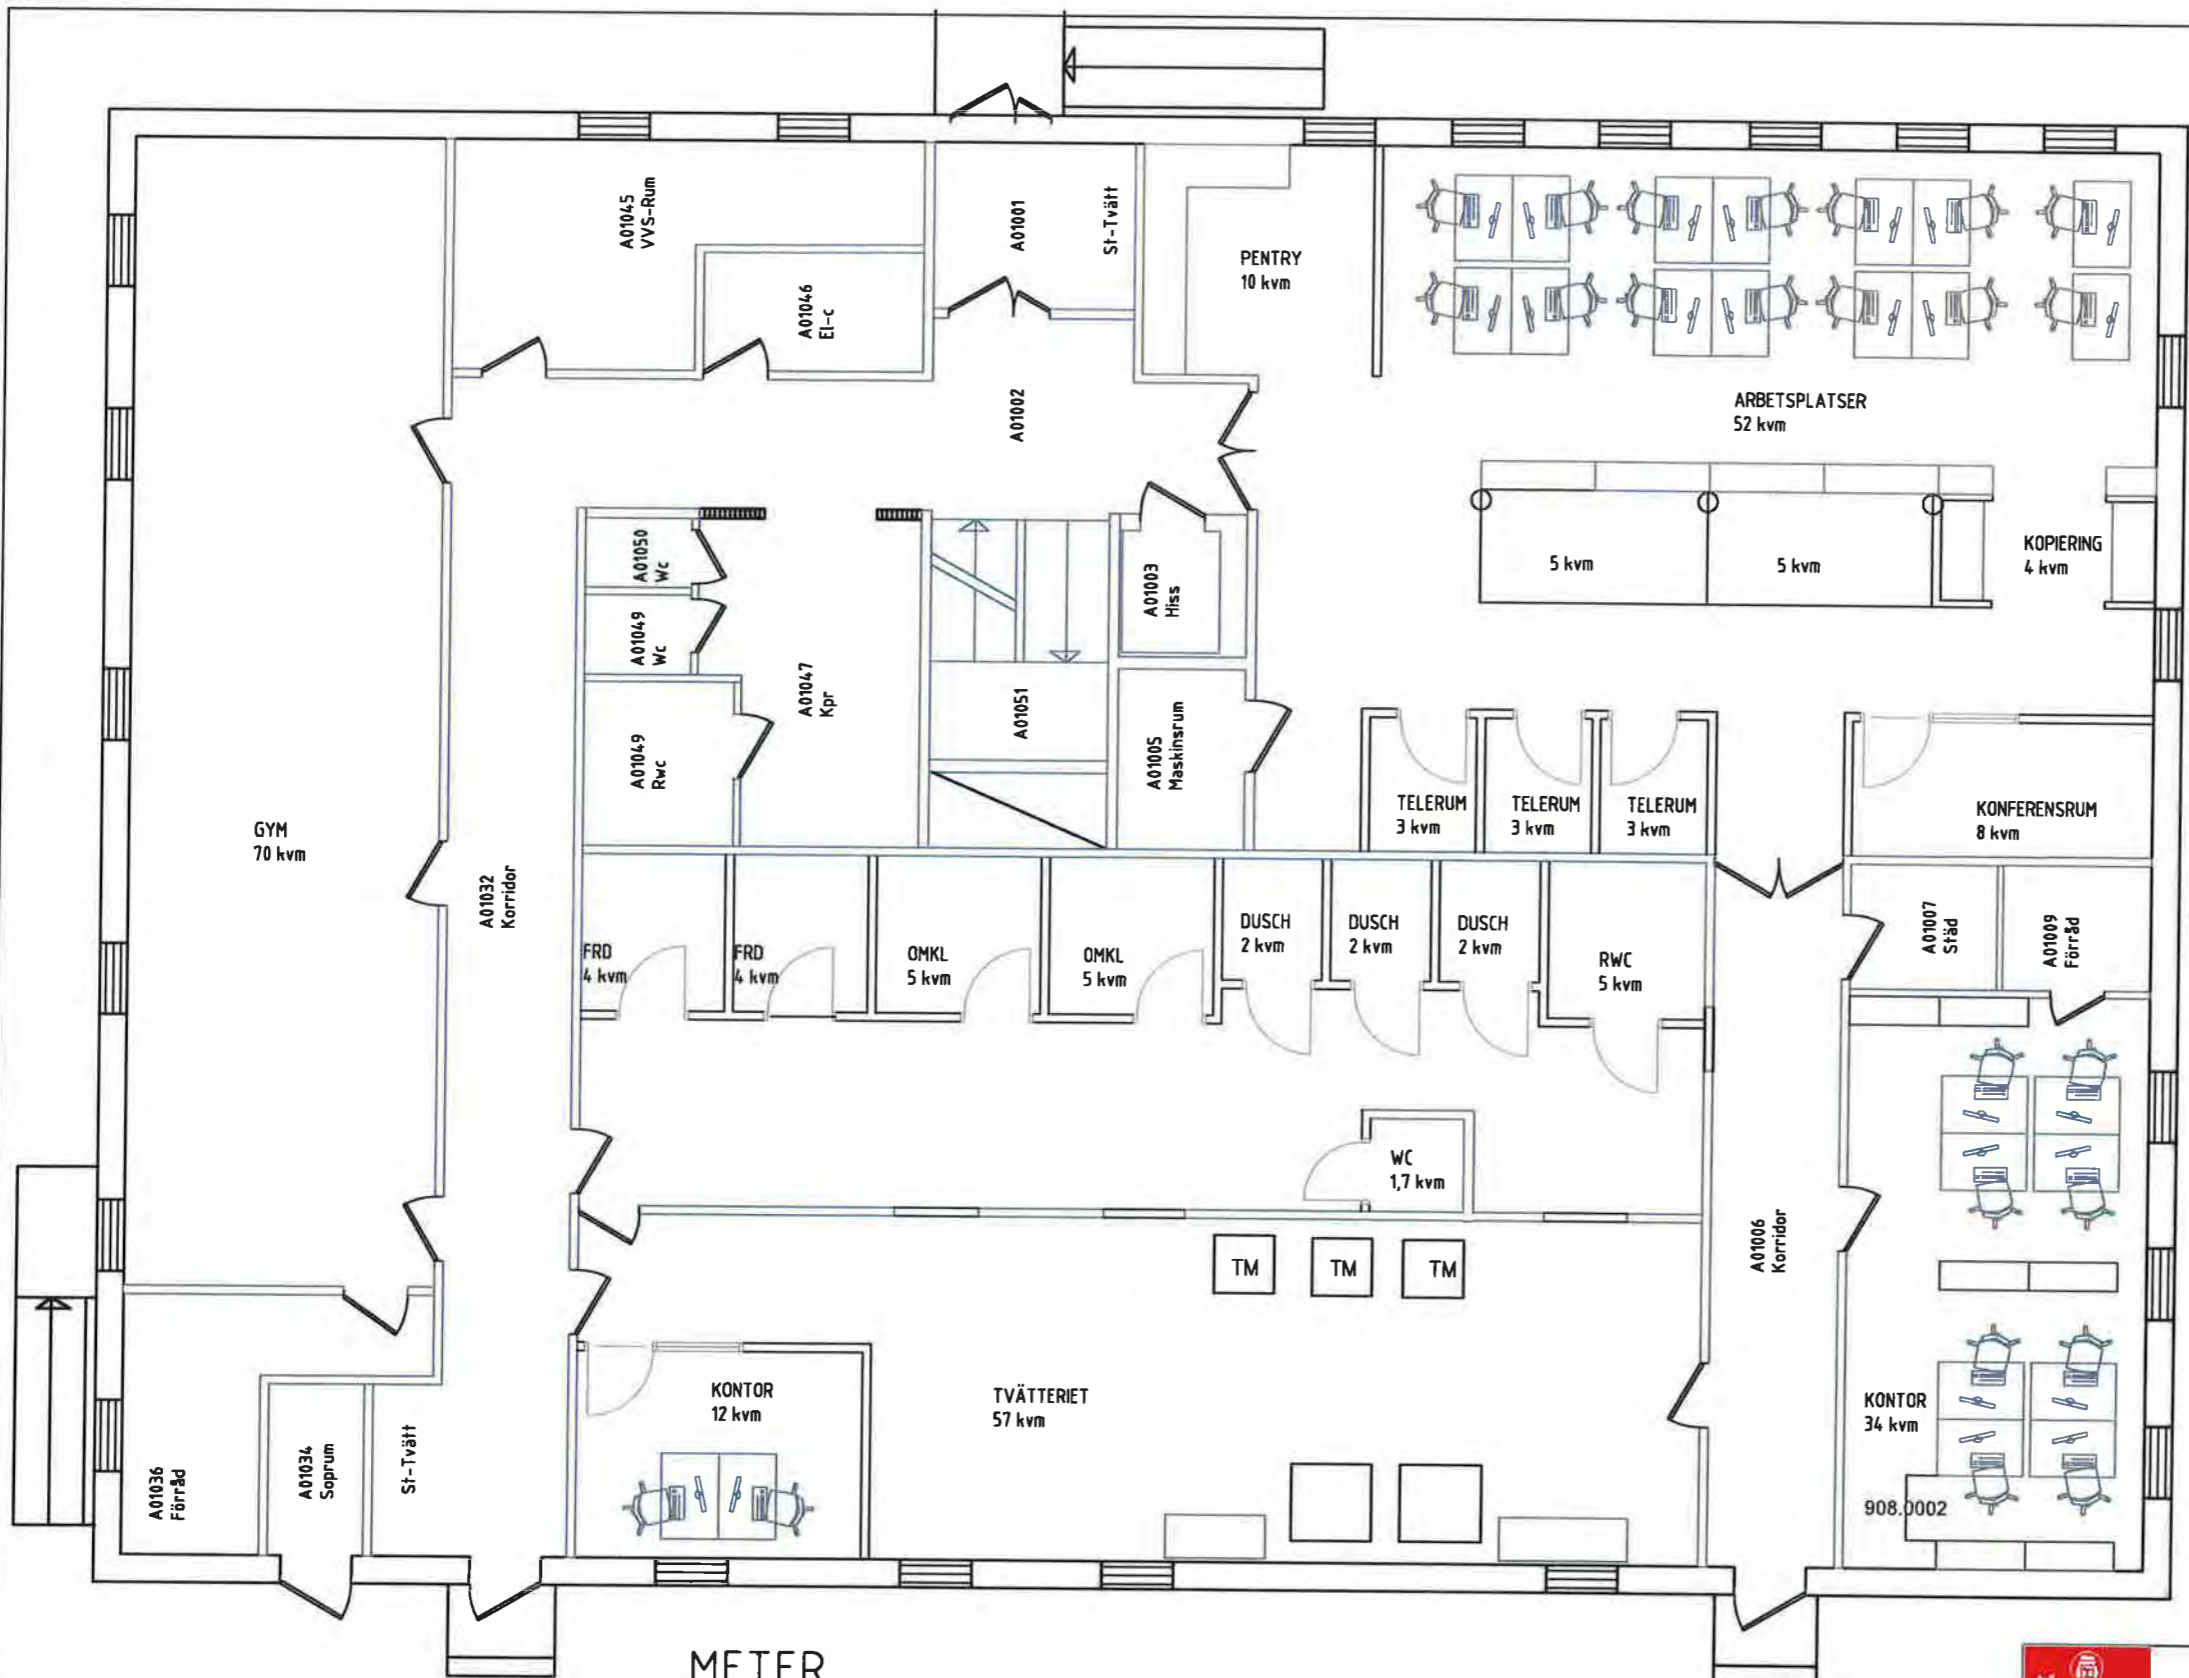 A01045
VVS-Rum
A01046
El-c
A01001
St-Tvätt
PENTRY
10 kvm
A01002
ARBETSPLATSER
52 kvm
A01050
Wc
A01049
Wc
A01049
Rwc
A01047
Kpr
A01051
A01003
Hiss
A01005
Maskinsrum
5 kvm
5 kvm
KOPIERING
4 kvm
TELERUM
3 kvm
TELERUM
3 kvm
TELERUM
3 kvm
KONFERENSRUM
8 kvm
GYM
70 kvm
A01032
Korridor
FRD
4 kvm
FRD
4 kvm
OMKL
5 kvm
OMKL
5 kvm
DUSCH
2 kvm
DUSCH
2 kvm
DUSCH
2 kvm
RWC
5 kvm
A01007
Städ
A01009
Förråd
WC
1,7 kvm
A01006
Korridor
TM
TM
TM
KONTOR
12 kvm
TVÄTTERIET
57 kvm
KONTOR
34 kvm
908.0002
A01036
Förråd
A01034
Soprum
St-Tvätt
METER